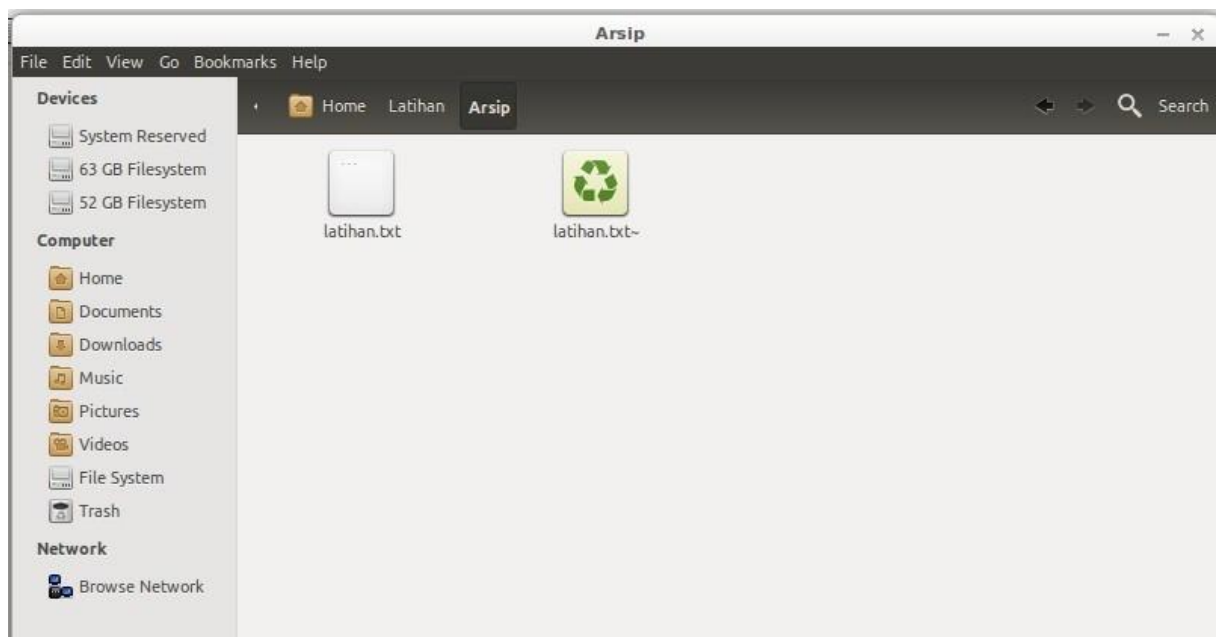 Arsip
File Edit View Go Bookmarks Help
Devices
System Reserved
63 GB Filesystem
52 GB Filesystem
Computer
Home
Documents
Downloads
Music
Pictures
Videos
File System
Trash
Network
Browse Network
Home Latihan Arsip Search
latihan.txt latihan.txt~